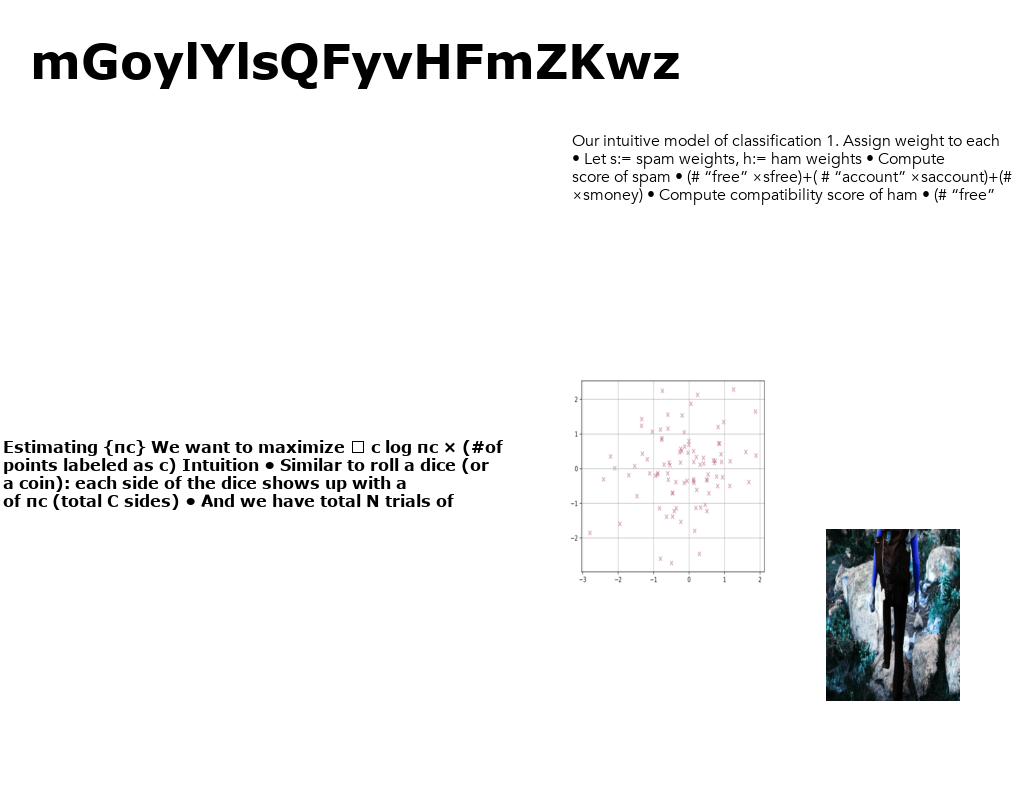 mGoylYlsQFyvHFmZKwz
Our intuitive model of classification 1. Assign weight to each
• Let s:= spam weights, h:= ham weights • Compute
score of spam • (# “free” ×sfree)+( # “account” ×saccount)+(#
×smoney) • Compute compatibility score of ham • (# “free”
Estimating {πc} We want to maximize □ c log πc × (#of
points labeled as c) Intuition • Similar to roll a dice (or
a coin): each side of the dice shows up with a
of πc (total C sides) • And we have total N trials of
2
1
0
−1
−2
−3 −2 −1 0 1 2